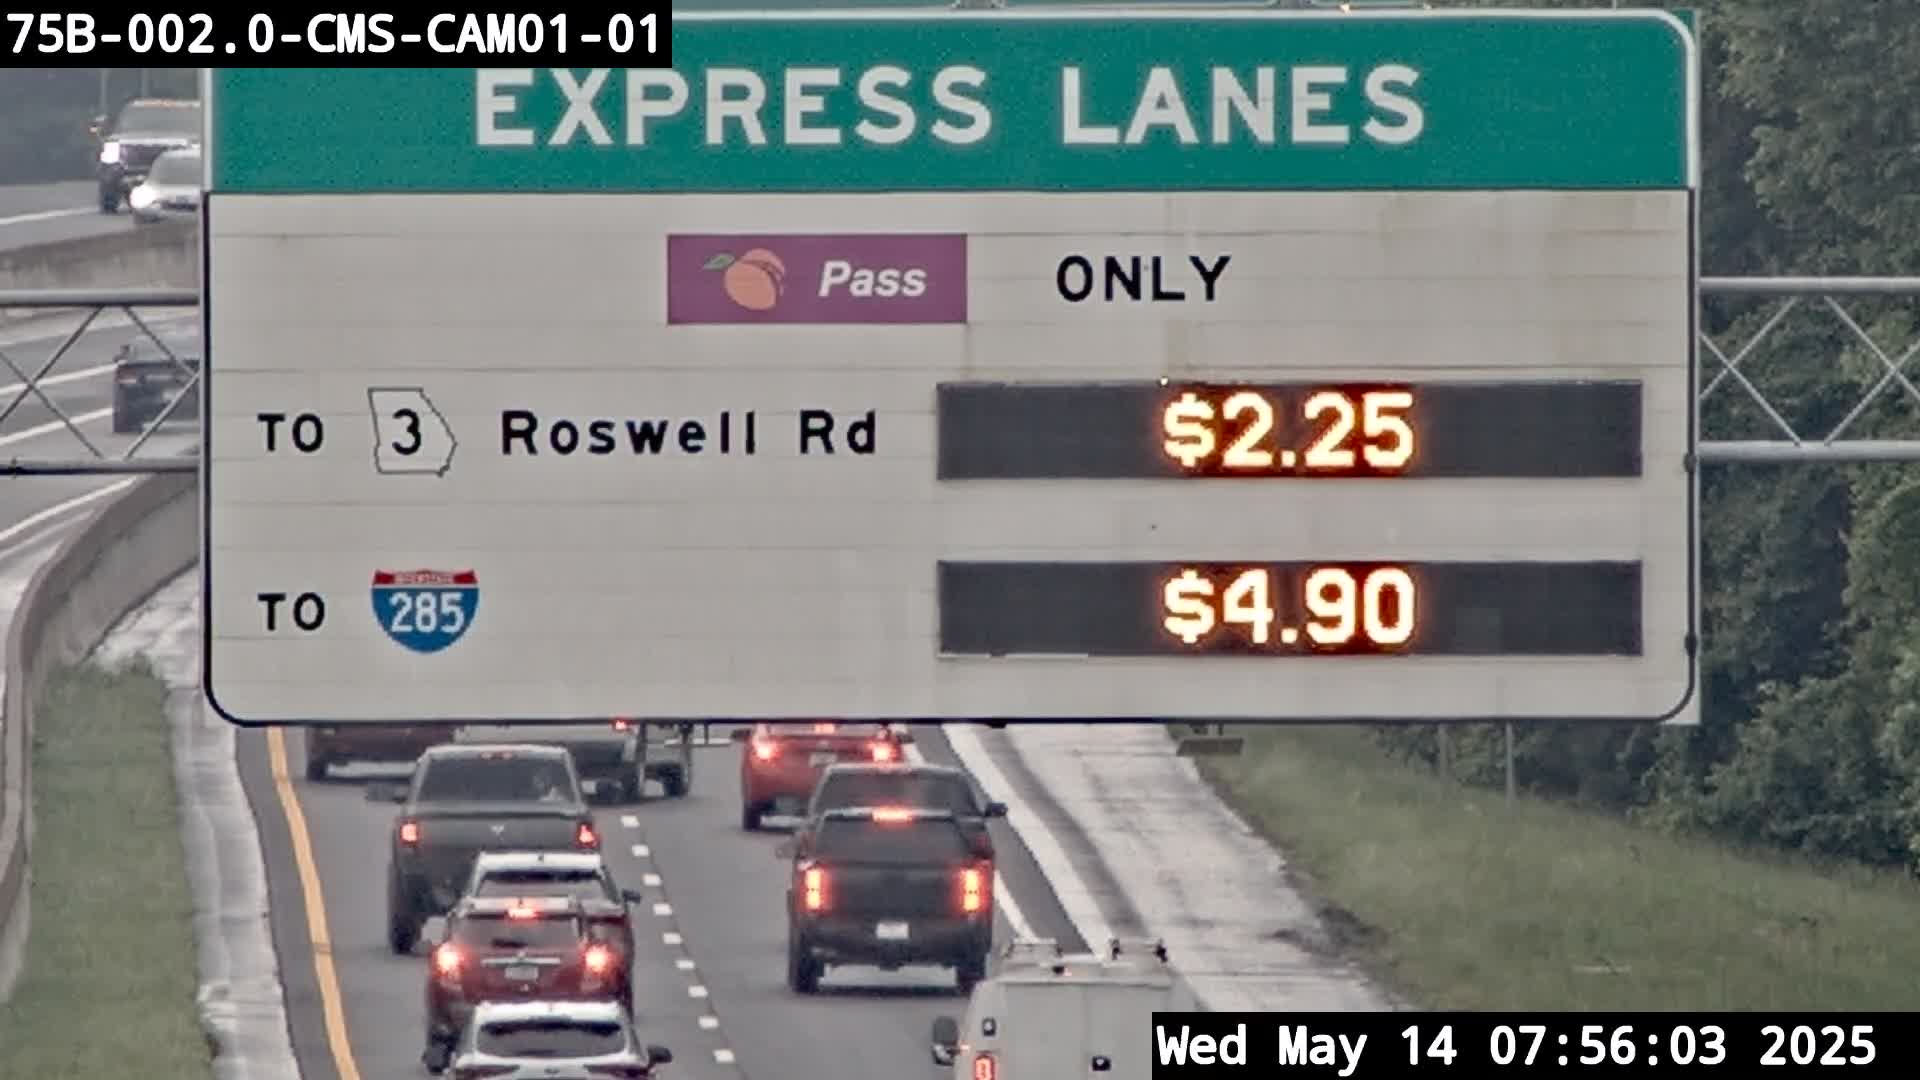 75B-002.0-CMS-CAM01-01
EXPRESS LANES
Pass ONLY
TO 3 Roswell Rd $2.25
TO 285 $4.90
Wed May 14 07:56:03 2025